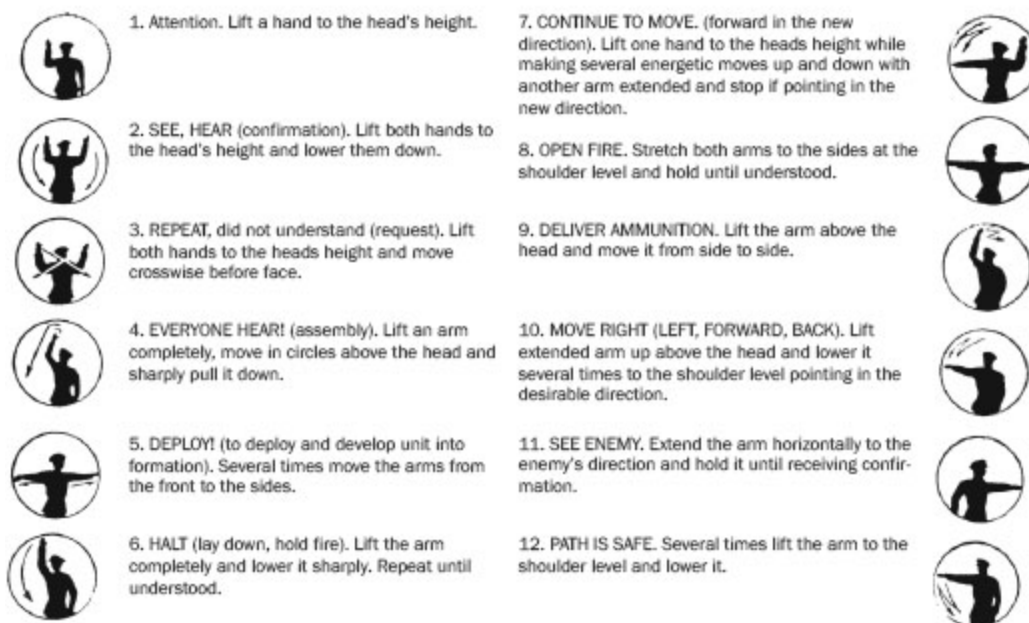 1. Attention. Lift a hand to the head's height.
2. SEE, HEAR (confirmation). Lift both hands to
the head's height and lower them down.
3. REPEAT, did not understand (request). Lift
both hands to the heads height and move
crosswise before face.
4. EVERYONE HEAR! (assembly). Lift an arm
completely, move in circles above the head and
sharply pull it down.
5. DEPLOY! (to deploy and develop unit into
formation). Several times move the arms from
the front to the sides.
6. HALT (lay down, hold fire). Lift the arm
completely and lower it sharply. Repeat until
understood.
7. CONTINUE TO MOVE. (forward in the new
direction). Lift one hand to the heads height while
making several energetic moves up and down with
another arm extended and stop if pointing in the
new direction.
8. OPEN FIRE. Stretch both arms to the sides at the
shoulder level and hold until understood.
9. DELIVER AMMUNITION. Lift the arm above the
head and move it from side to side.
10. MOVE RIGHT (LEFT, FORWARD, BACK). Lift
extended arm up above the head and lower it
several times to the shoulder level pointing in the
desirable direction.
11. SEE ENEMY. Extend the arm horizontally to the
enemy's direction and hold it until receiving confir-
mation.
12. PATH IS SAFE. Several times lift the arm to the
shoulder level and lower it.